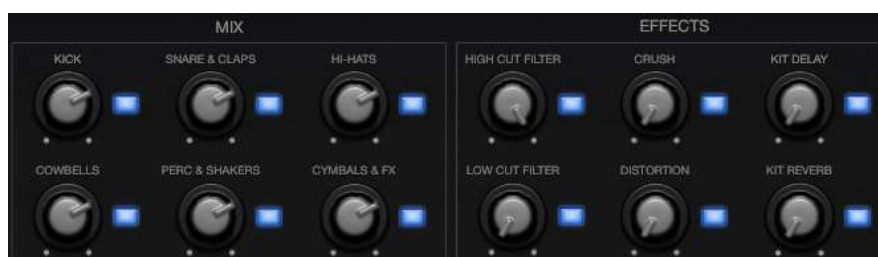 MIX
EFFECTS
KICK
SNARE & CLAPS
HI-HATS
HIGH CUT FILTER
CRUSH
KIT DELAY
COWBELLS
PERC & SHAKERS
CYMBALS & FX
LOW CUT FILTER
DISTORTION
KIT REVERB